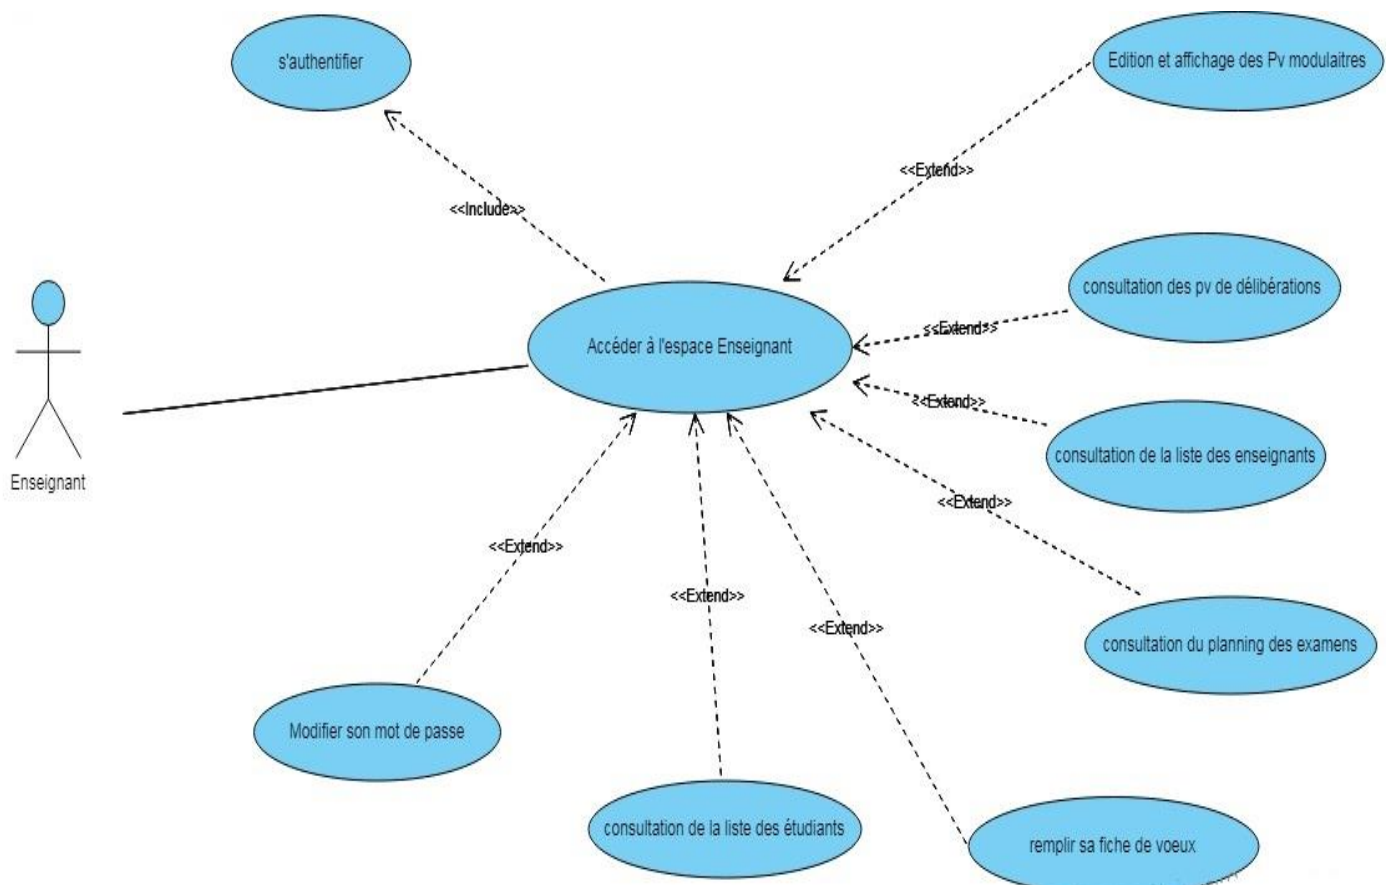 s'authentifier
Edition et affichage des Pv modulaitres
<<Extend>>
<<Include>>
consultation des pv de délibérations
<<Extend>>
Accéder à l'espace Enseignant
<<Extend>>
consultation de la liste des enseignants
Enseignant
<<Extend>>
<<Extend>>
<<Extend>>
<<Extend>>
consultation du planning des examens
Modifier son mot de passe
consultation de la liste des étudiants
remplir sa fiche de voeux